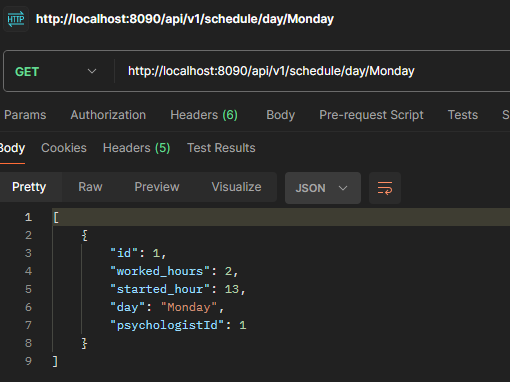 HTTP http://localhost:8090/api/v1/schedule/day/Monday
GET http://localhost:8090/api/v1/schedule/day/Monday
Params Authorization Headers (6) Body Pre-request Script Tests S
Body Cookies Headers (5) Test Results
Pretty Raw Preview Visualize JSON
1 [
2 {
3 "id": 1,
4 "worked_hours": 2,
5 "started_hour": 13,
6 "day": "Monday",
7 "psychologistId": 1
8 }
9 ]